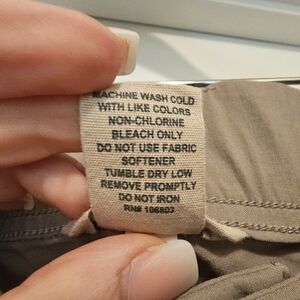 MACHINE WASH COLD
WITH LIKE COLORS
NON-CHLORINE
BLEACH ONLY
DO NOT USE FABRIC
SOFTENER
TUMBLE DRY LOW
REMOVE PROMPTLY
DO NOT IRON
RN# 106803